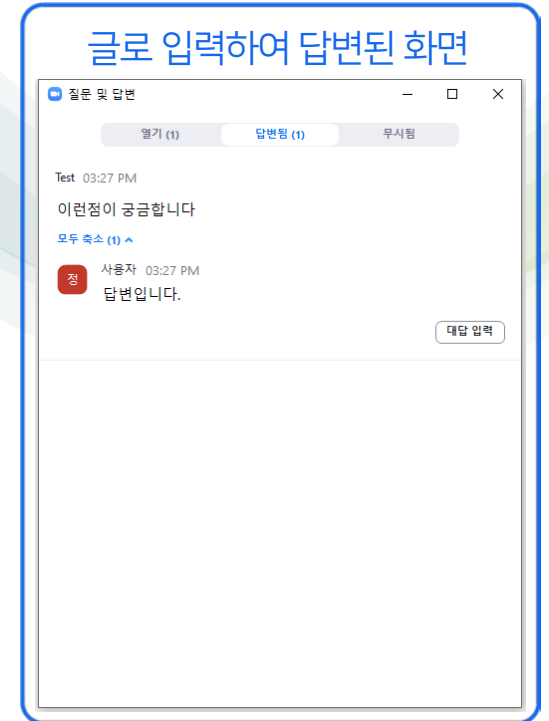 글로 입력하여 답변된 화면
질문 및 답변
열기 (1) 답변됨 (1) 무시됨
Test 03:27 PM
이런점이 궁금합니다
모두 축소 (1)
정 사용자 03:27 PM
답변입니다.
대답 입력